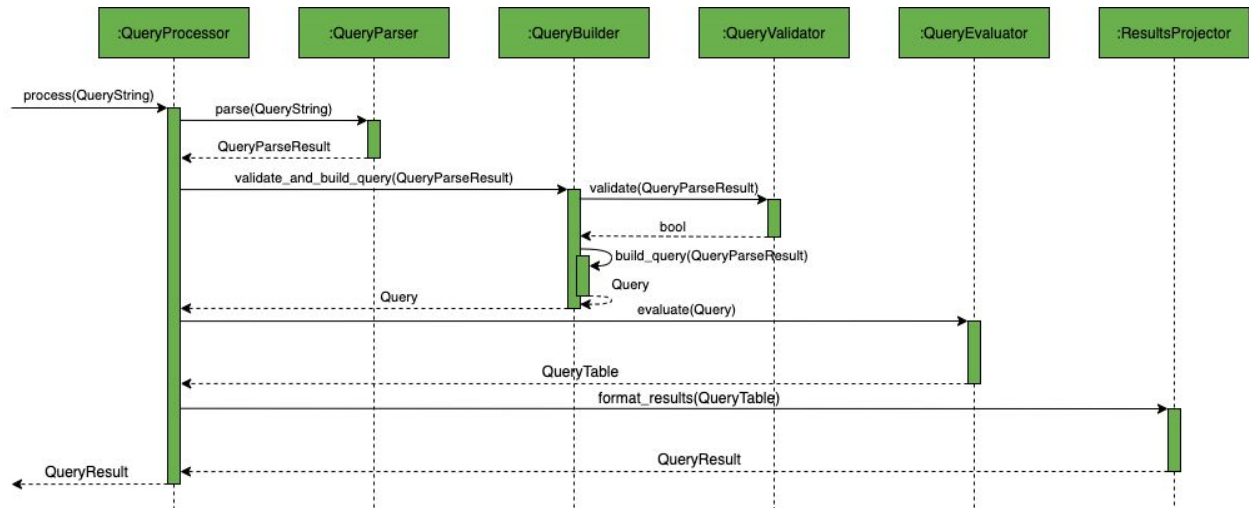 :QueryProcessor
:QueryParser
:QueryBuilder
:QueryValidator
:QueryEvaluator
:ResultsProjector
process(QueryString)
parse(QueryString)
QueryParseResult
validate_and_build_query(QueryParseResult)
validate(QueryParseResult)
bool
build_query(QueryParseResult)
Query
Query
evaluate(Query)
QueryTable
format_results(QueryTable)
QueryResult
QueryResult